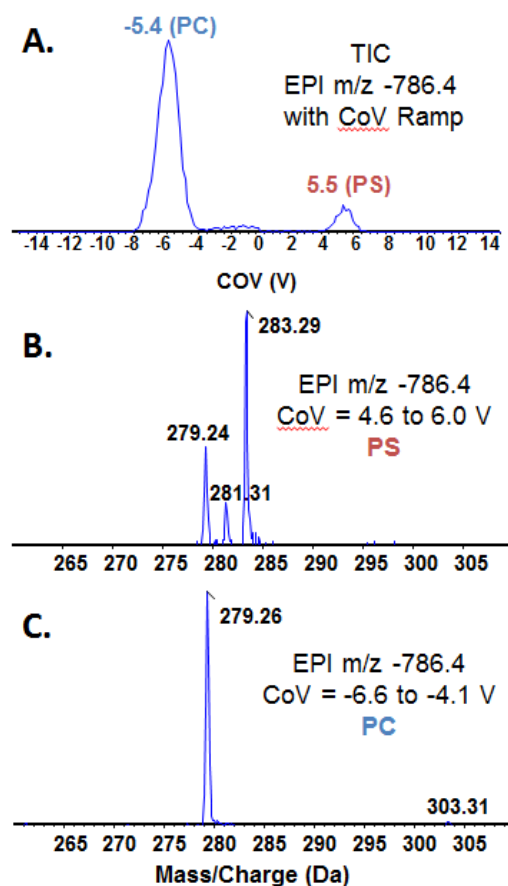 A.
-5.4 (PC)
TIC
EPI m/z -786.4
with CoV Ramp
5.5 (PS)
-14 -12 -10 -8 -6 -4 -2 0 2 4 6 8 10 12 14
COV (V)
B.
283.29
EPI m/z -786.4
CoV = 4.6 to 6.0 V
PS
279.24
281.31
265 270 275 280 285 290 295 300 305
C.
279.26
EPI m/z -786.4
CoV = -6.6 to -4.1 V
PC
303.31
265 270 275 280 285 290 295 300 305
Mass/Charge (Da)